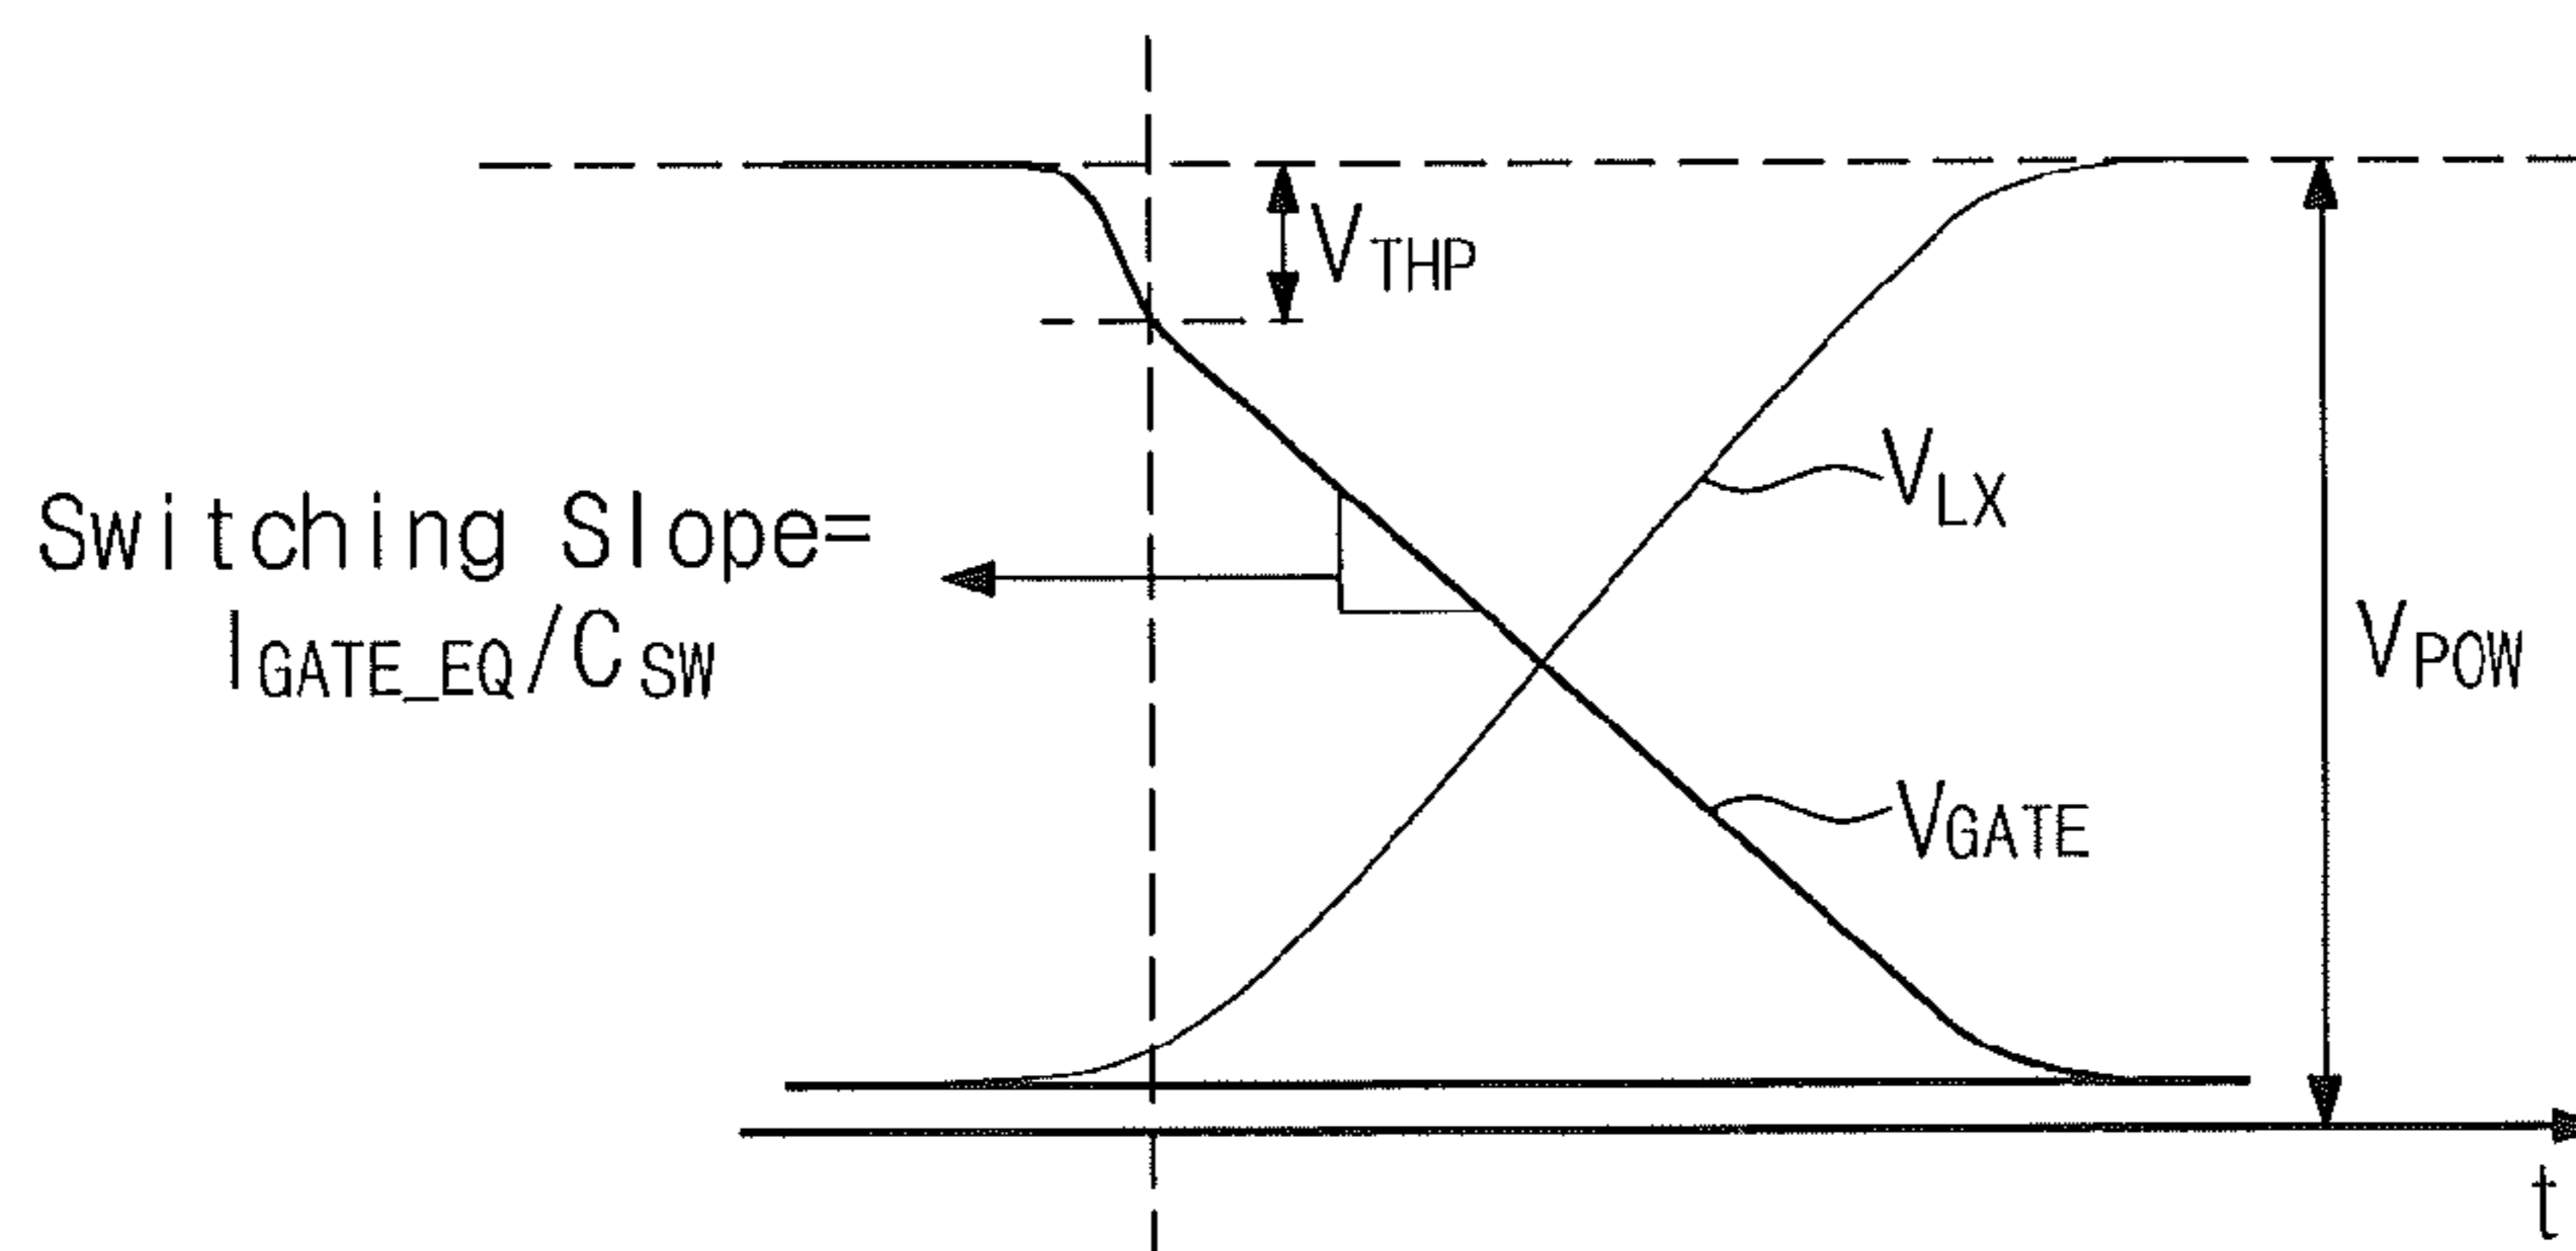 V_THP
V_LX
Switching Slope=
I_GATE_EQ/C_SW
V_POW
V_GATE
t